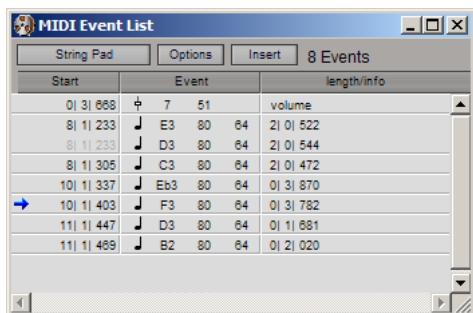 MIDI Event List
String Pad Options Insert 8 Events
Start Event length/info
0| 3| 668 7 51 volume
8| 1| 233 E3 80 64 2| 0| 522
8| 1| 233 D3 80 64 2| 0| 544
8| 1| 305 C3 80 64 2| 0| 472
10| 1| 337 Eb3 80 64 0| 3| 870
10| 1| 403 F3 80 64 0| 3| 782
11| 1| 447 D3 80 64 0| 1| 681
11| 1| 469 B2 80 64 0| 2| 020